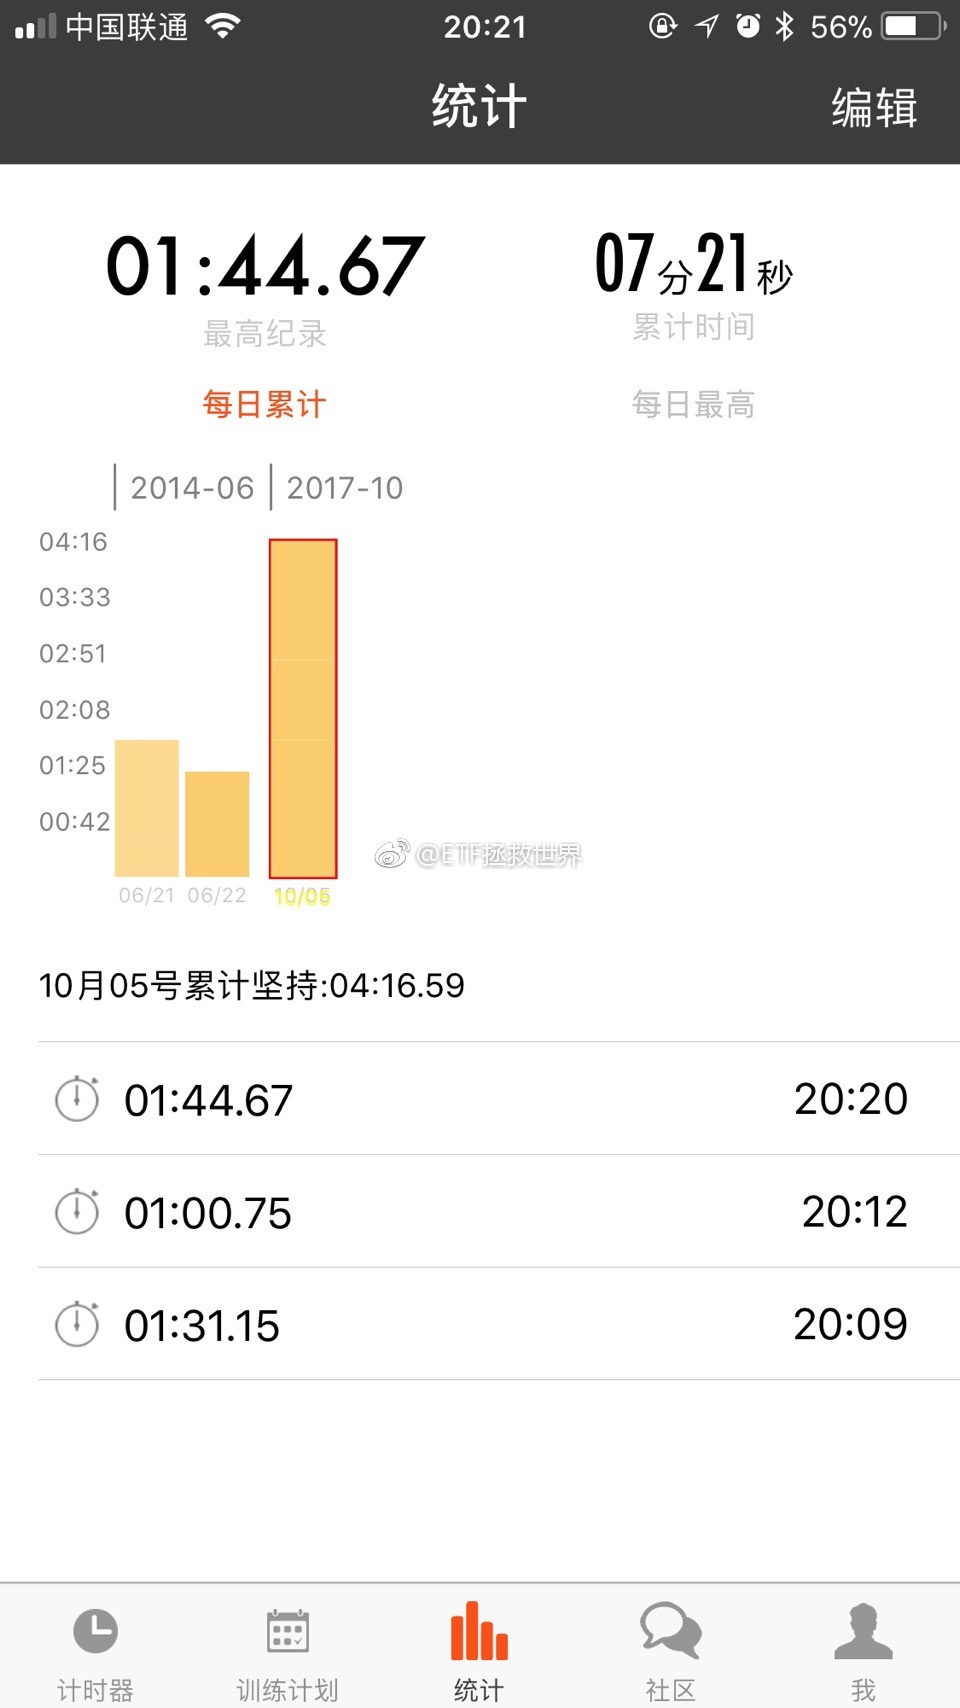 中国联通 20:21 56%
统计 编辑
01:44.67 07分21秒
最高纪录 累计时间
每日累计 每日最高
2014-06 2017-10
04:16
03:33
02:51
02:08
01:25
00:42
@ETF拯救世界
06/21 06/22 10/05
10月05号累计坚持:04:16.59
01:44.67 20:20
01:00.75 20:12
01:31.15 20:09
计时器 训练计划 统计 社区 我